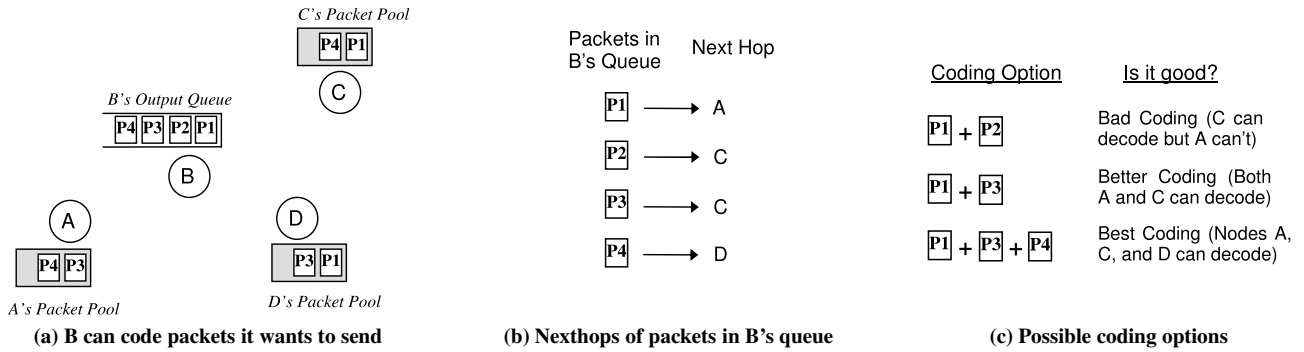 C's Packet Pool
P4 P1
C
B's Output Queue
P4 P3 P2 P1
B
A
P4 P3
A's Packet Pool
D
P3 P1
D's Packet Pool
(a) B can code packets it wants to send
Packets in
B's Queue
Next Hop
P1 A
P2 C
P3 C
P4 D
(b) Nexthops of packets in B's queue
Coding Option
Is it good?
P1 + P2
Bad Coding (C can
decode but A can't)
P1 + P3
Better Coding (Both
A and C can decode)
P1 + P3 + P4
Best Coding (Nodes A,
C, and D can decode)
(c) Possible coding options